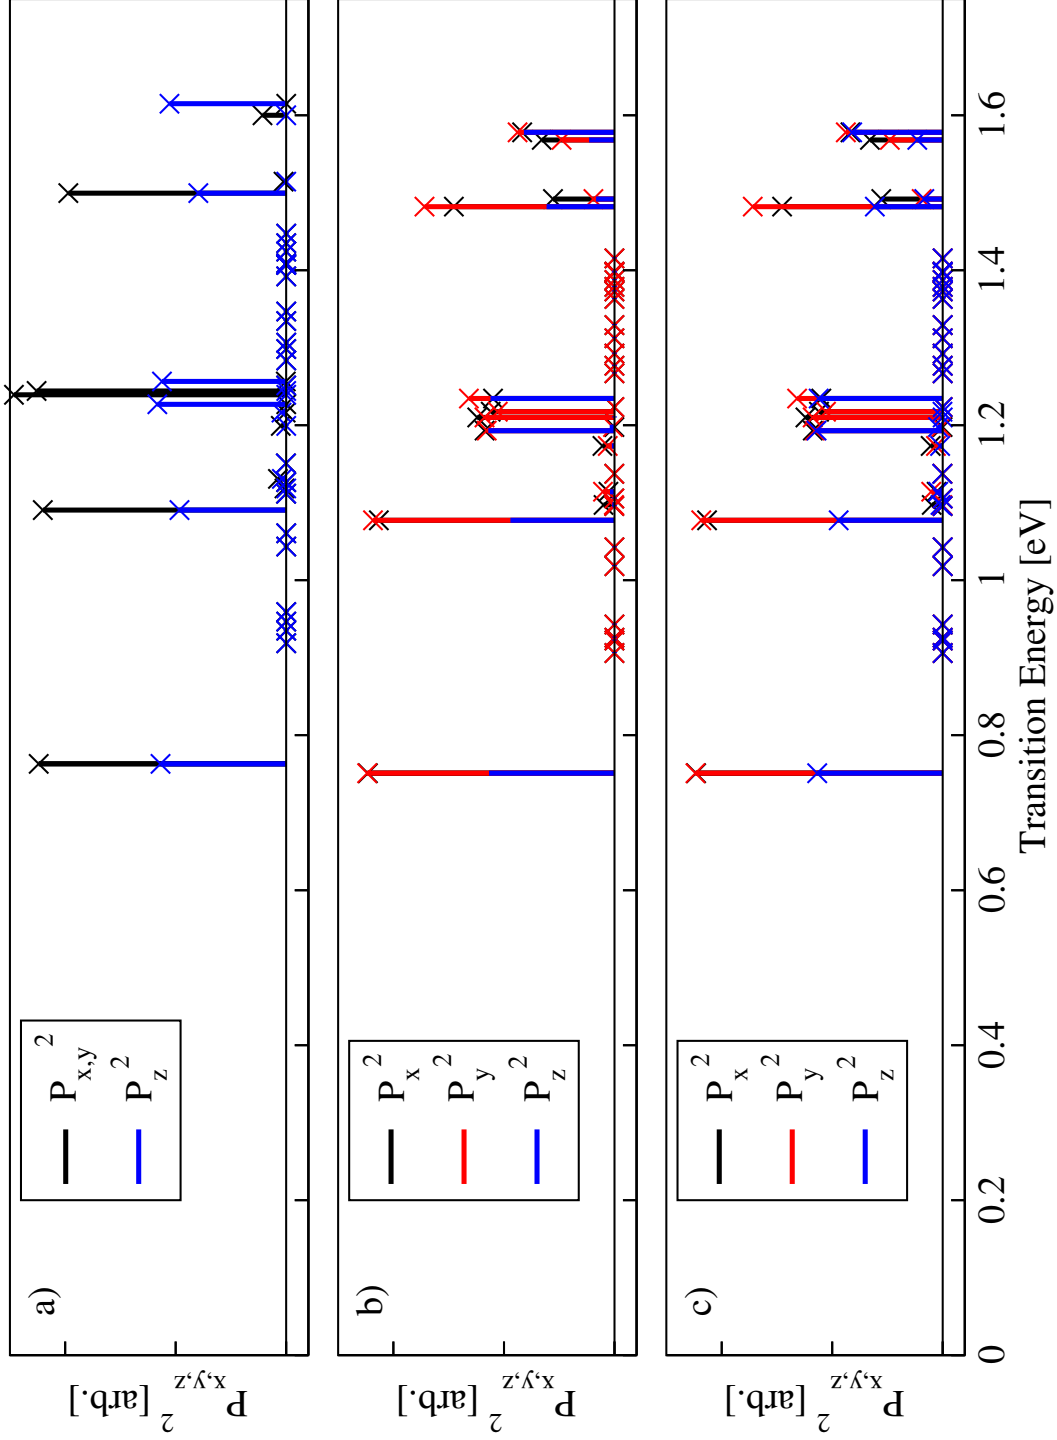 a)
P_{x,y}^2
P_z^2
P_{x,y,z}^2 [arb.]
b)
P_x^2
P_y^2
P_z^2
P_{x,y,z}^2 [arb.]
c)
P_x^2
P_y^2
P_z^2
P_{x,y,z}^2 [arb.]
0 0.2 0.4 0.6 0.8 1 1.2 1.4 1.6
Transition Energy [eV]